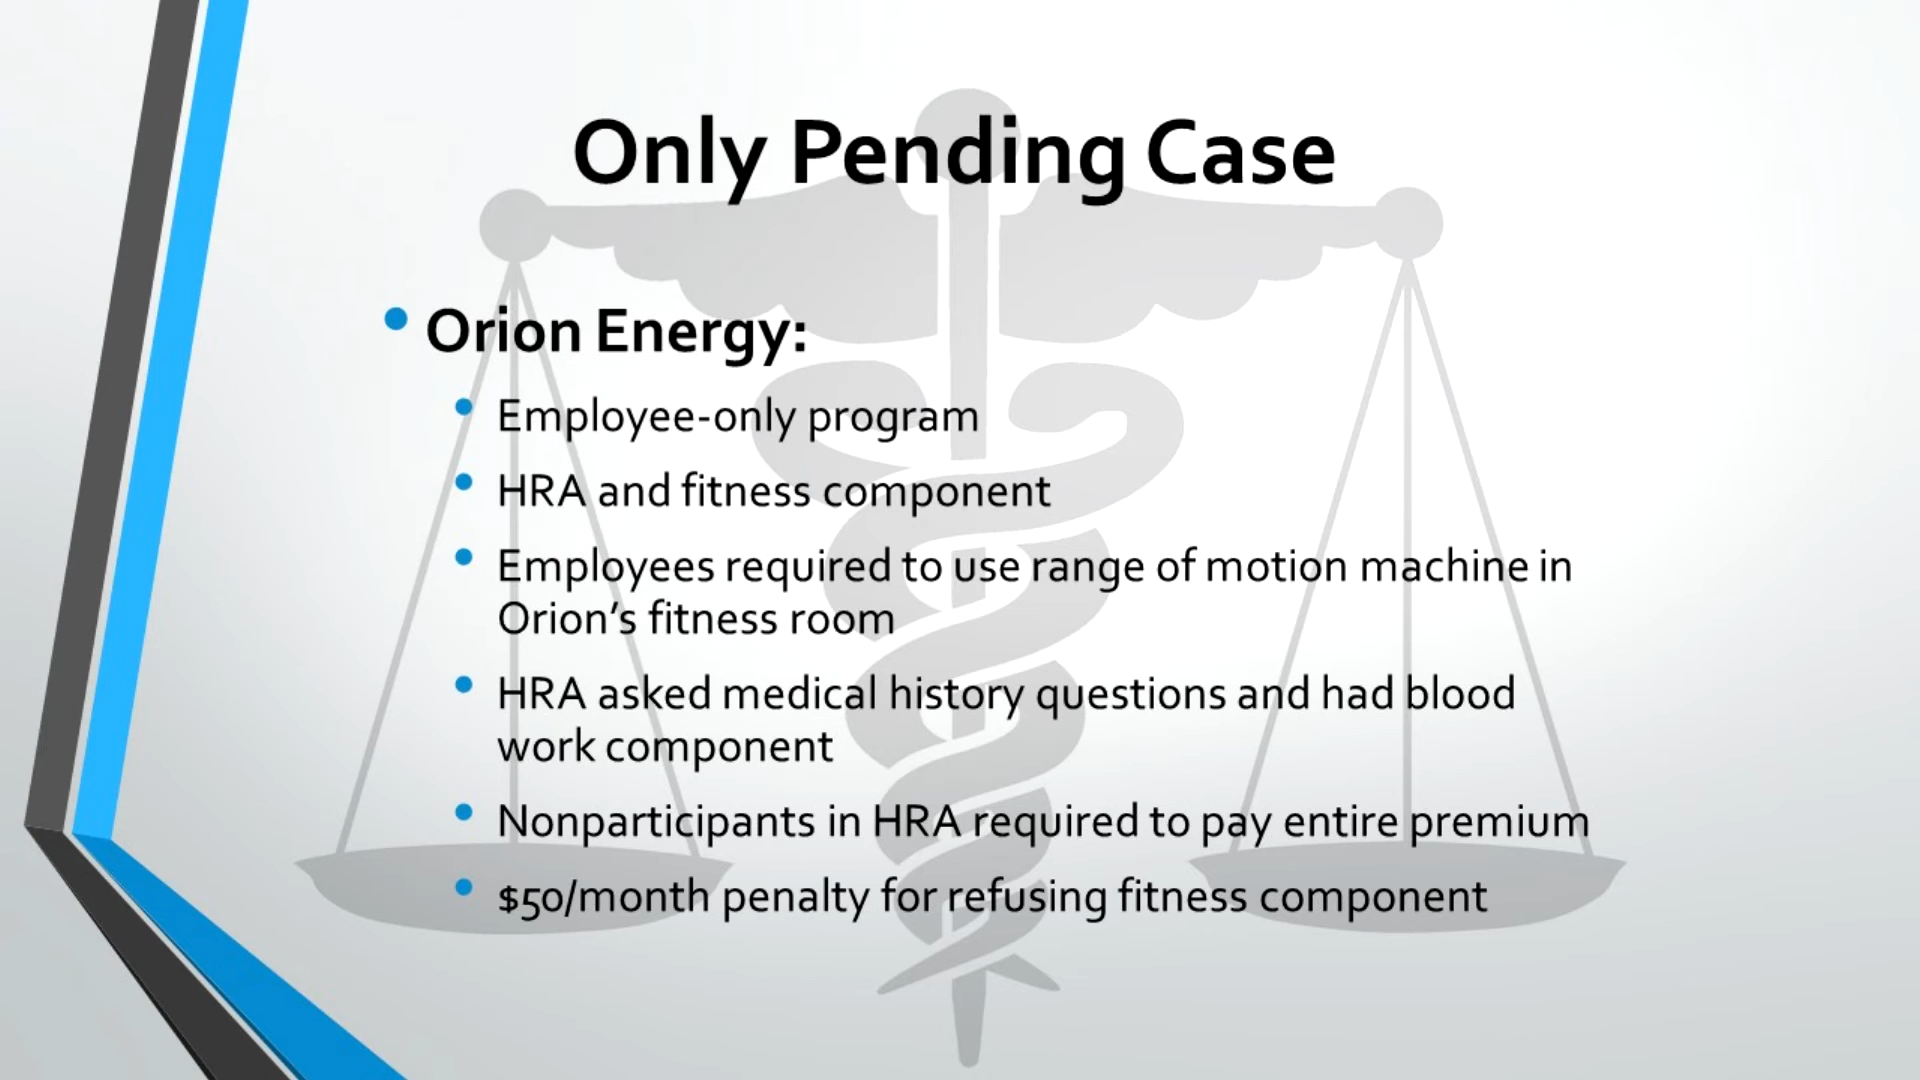 Only Pending Case
Orion Energy:
Employee-only program
HRA and fitness component
Employees required to use range of motion machine in
Orion’s fitness room
HRA asked medical history questions and had blood
work component
Nonparticipants in HRA required to pay entire premium
$50/month penalty for refusing fitness component